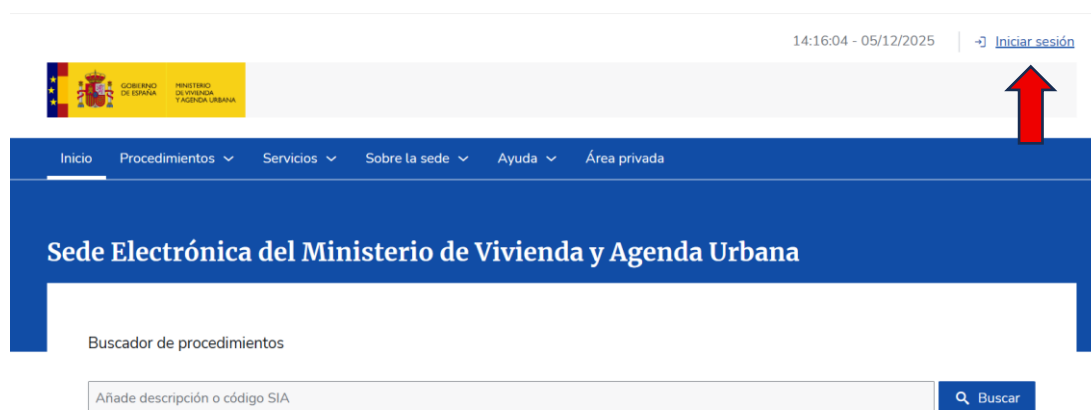 14:16:04 - 05/12/2025 Iniciar sesión
GOBIERNO MINISTERIO
DE ESPAÑA DE VIVIENDA
Y AGENDA URBANA
Inicio Procedimientos Servicios Sobre la sede Ayuda Área privada
Sede Electrónica del Ministerio de Vivienda y Agenda Urbana
Buscador de procedimientos
Añade descripción o código SIA Buscar